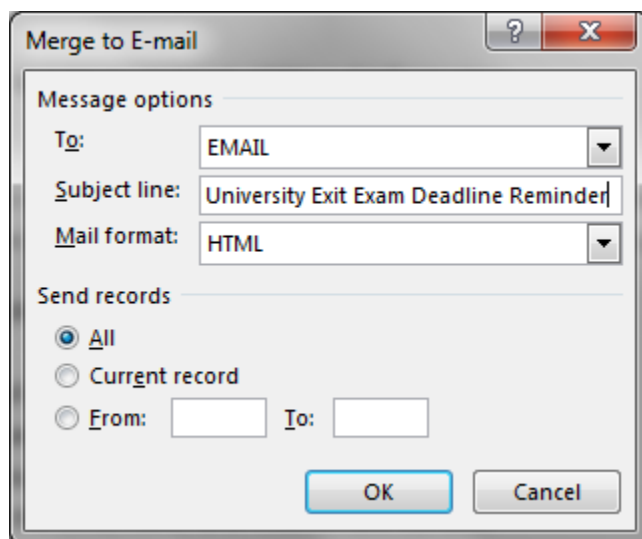 Merge to E-mail
?
Message options
To: EMAIL
Subject line: University Exit Exam Deadline Reminder
Mail format: HTML
Send records
All
Current record
From: To:
OK Cancel